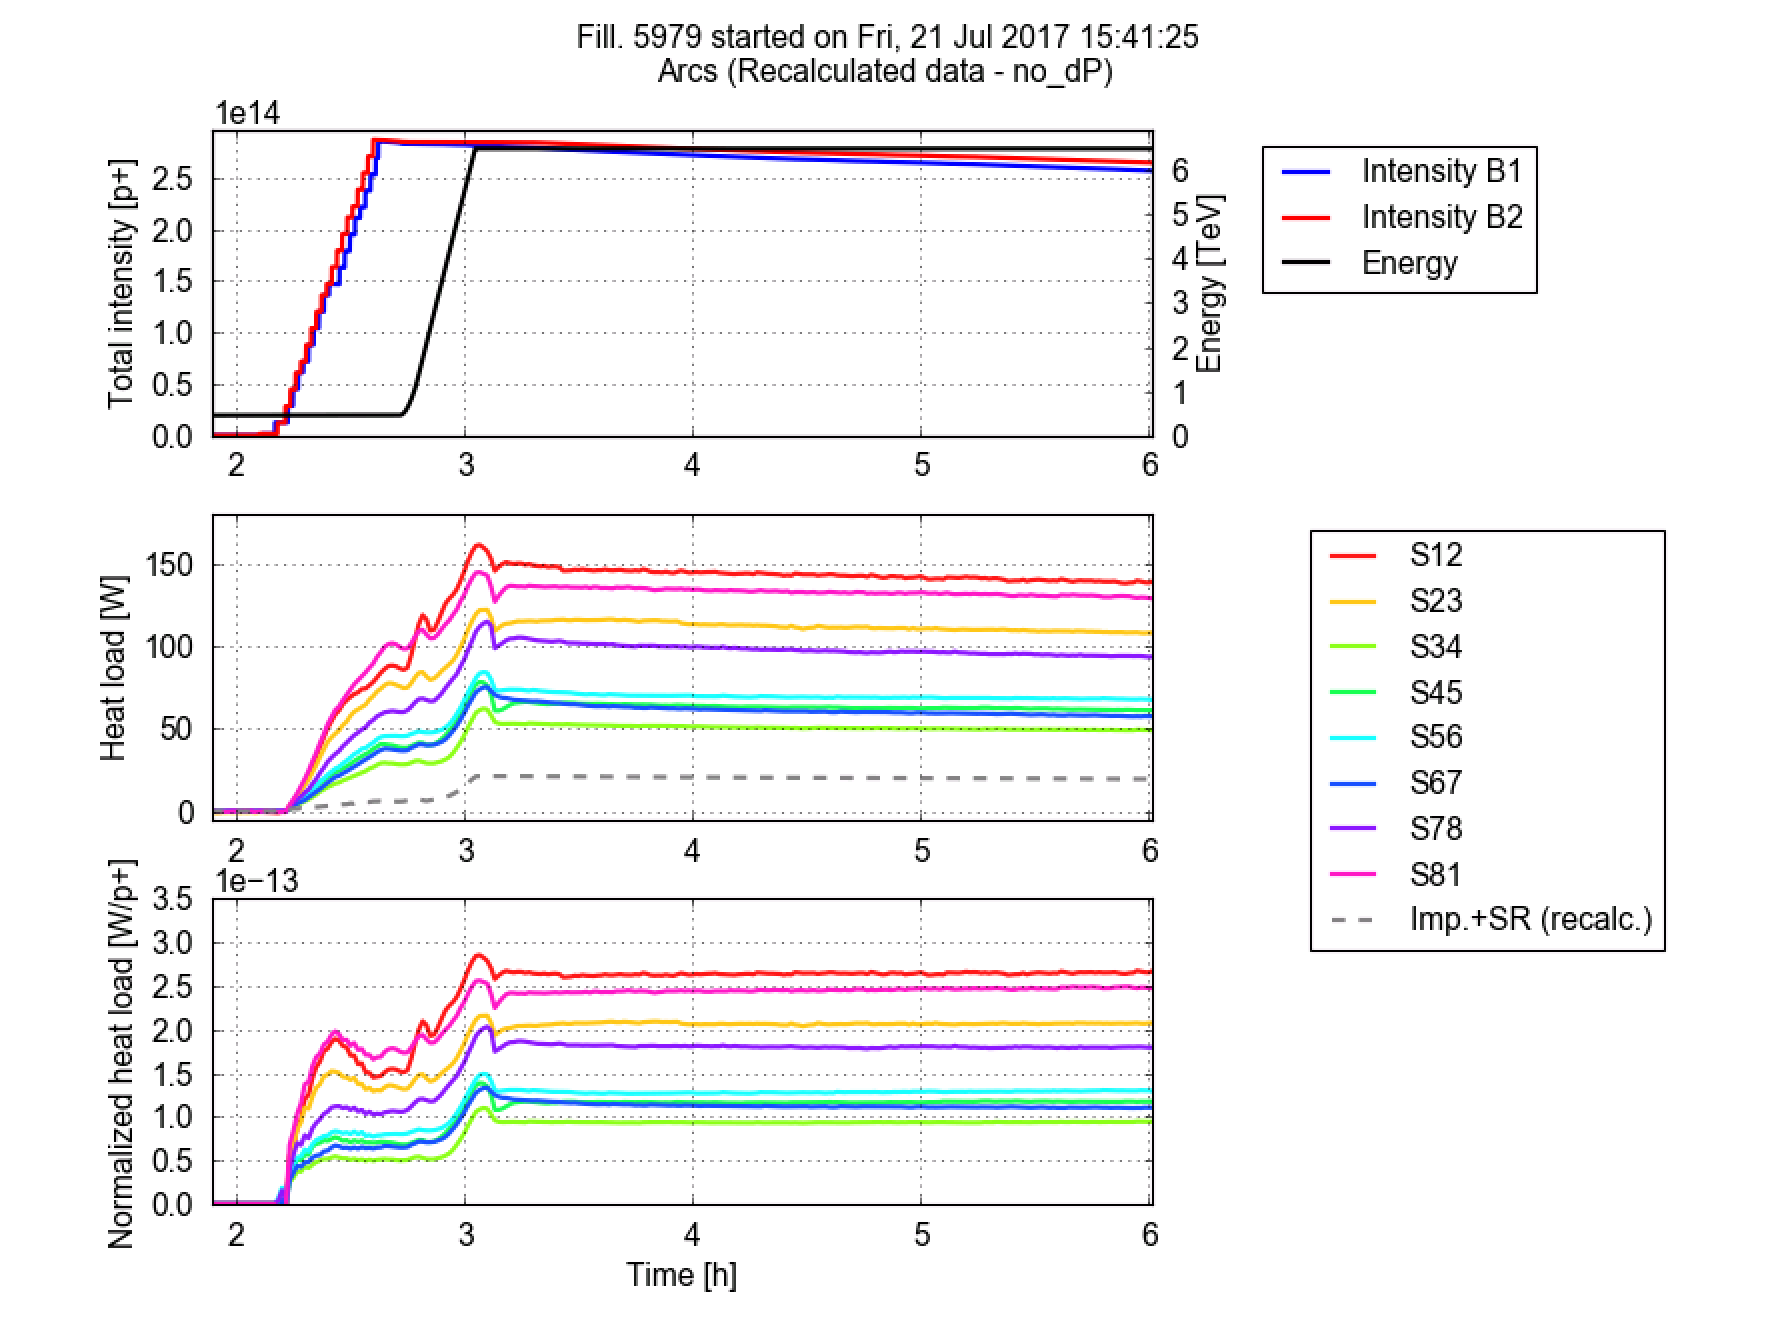 Fill. 5979 started on Fri, 21 Jul 2017 15:41:25
Arcs (Recalculated data - no_dP)
1e14
Total intensity [p+]
2.5
2.0
1.5
1.0
0.5
0.0
6
5
4
3
2
1
0
Energy [TeV]
2 3 4 5 6
Intensity B1
Intensity B2
Energy
Heat load [W]
150
100
50
0
2 3 4 5 6
S12
S23
S34
S45
S56
S67
S78
S81
Imp.+SR (recalc.)
1e−13
Normalized heat load [W/p+]
3.5
3.0
2.5
2.0
1.5
1.0
0.5
0.0
2 3 4 5 6
Time [h]